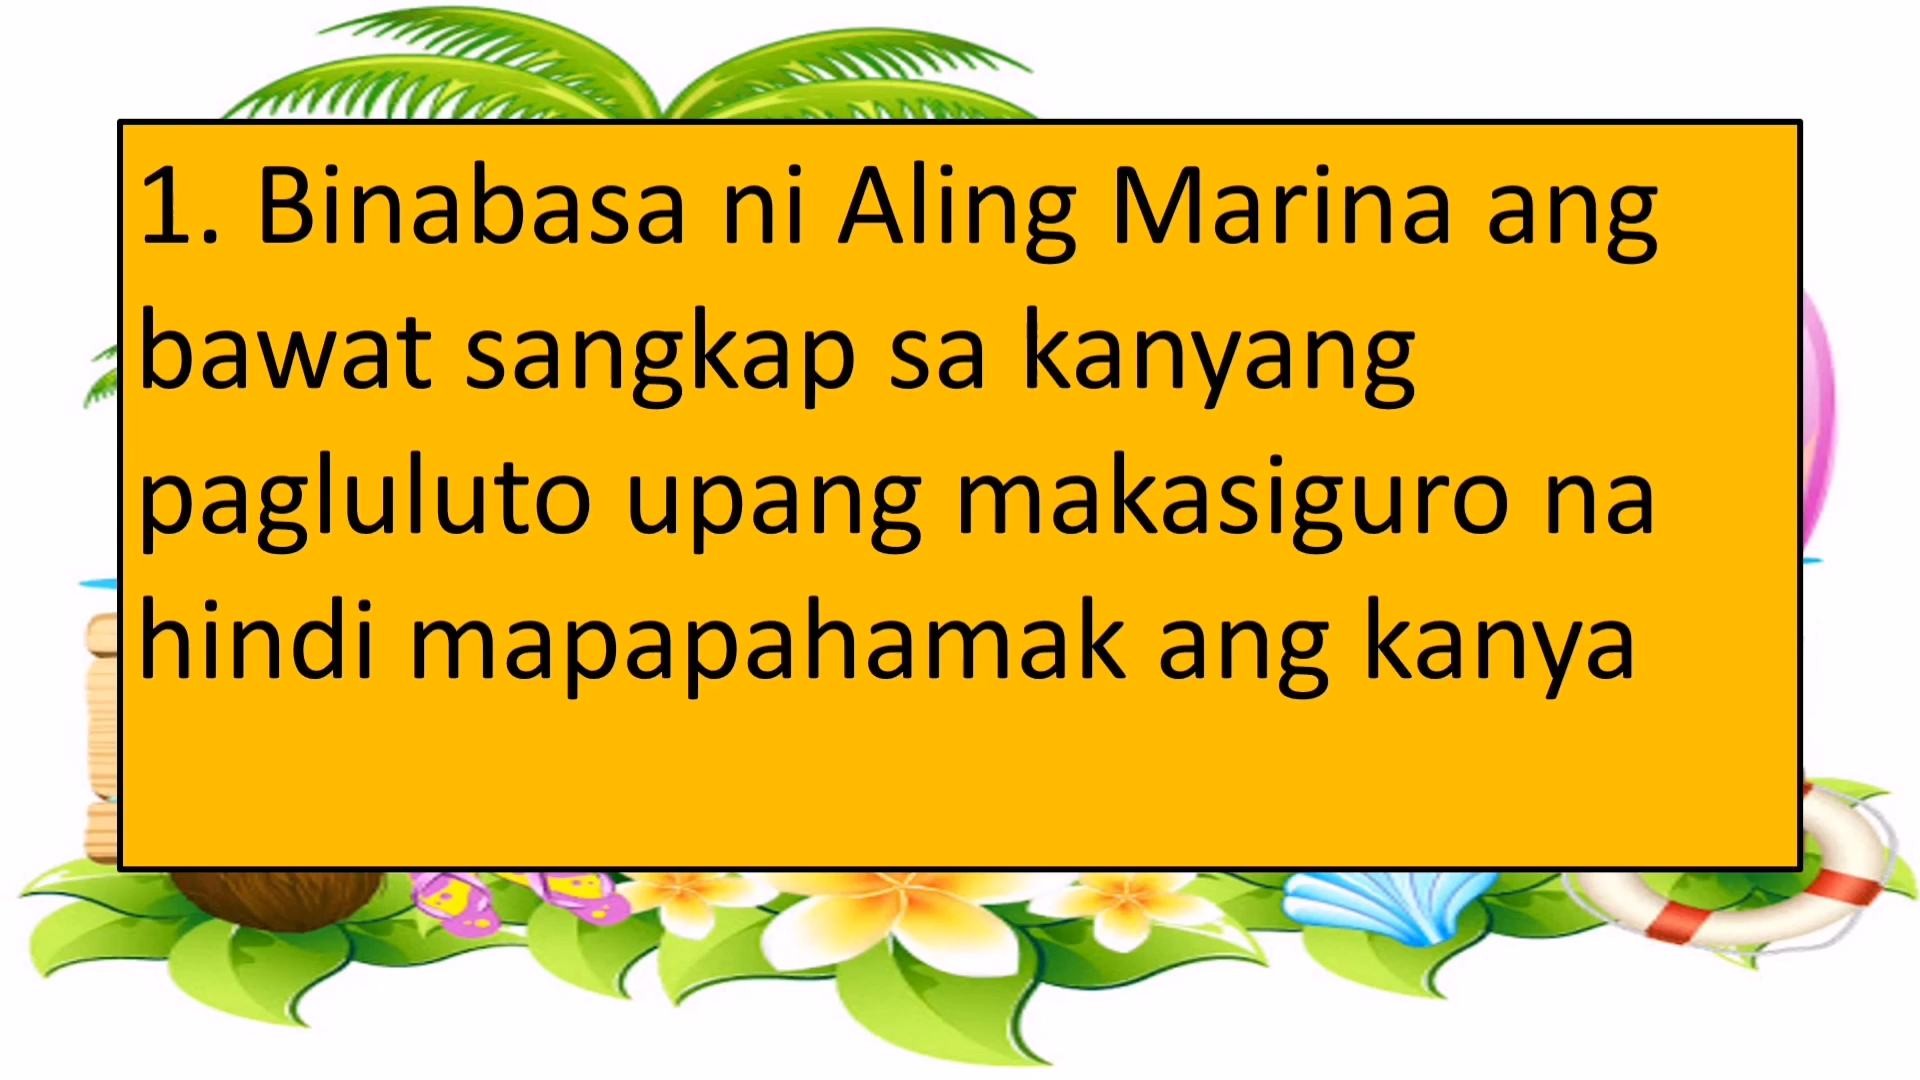 1. Binabasa ni Aling Marina ang
bawat sangkap sa kanyang
pagluluto upang makasiguro na
hindi mapapahamak ang kanya